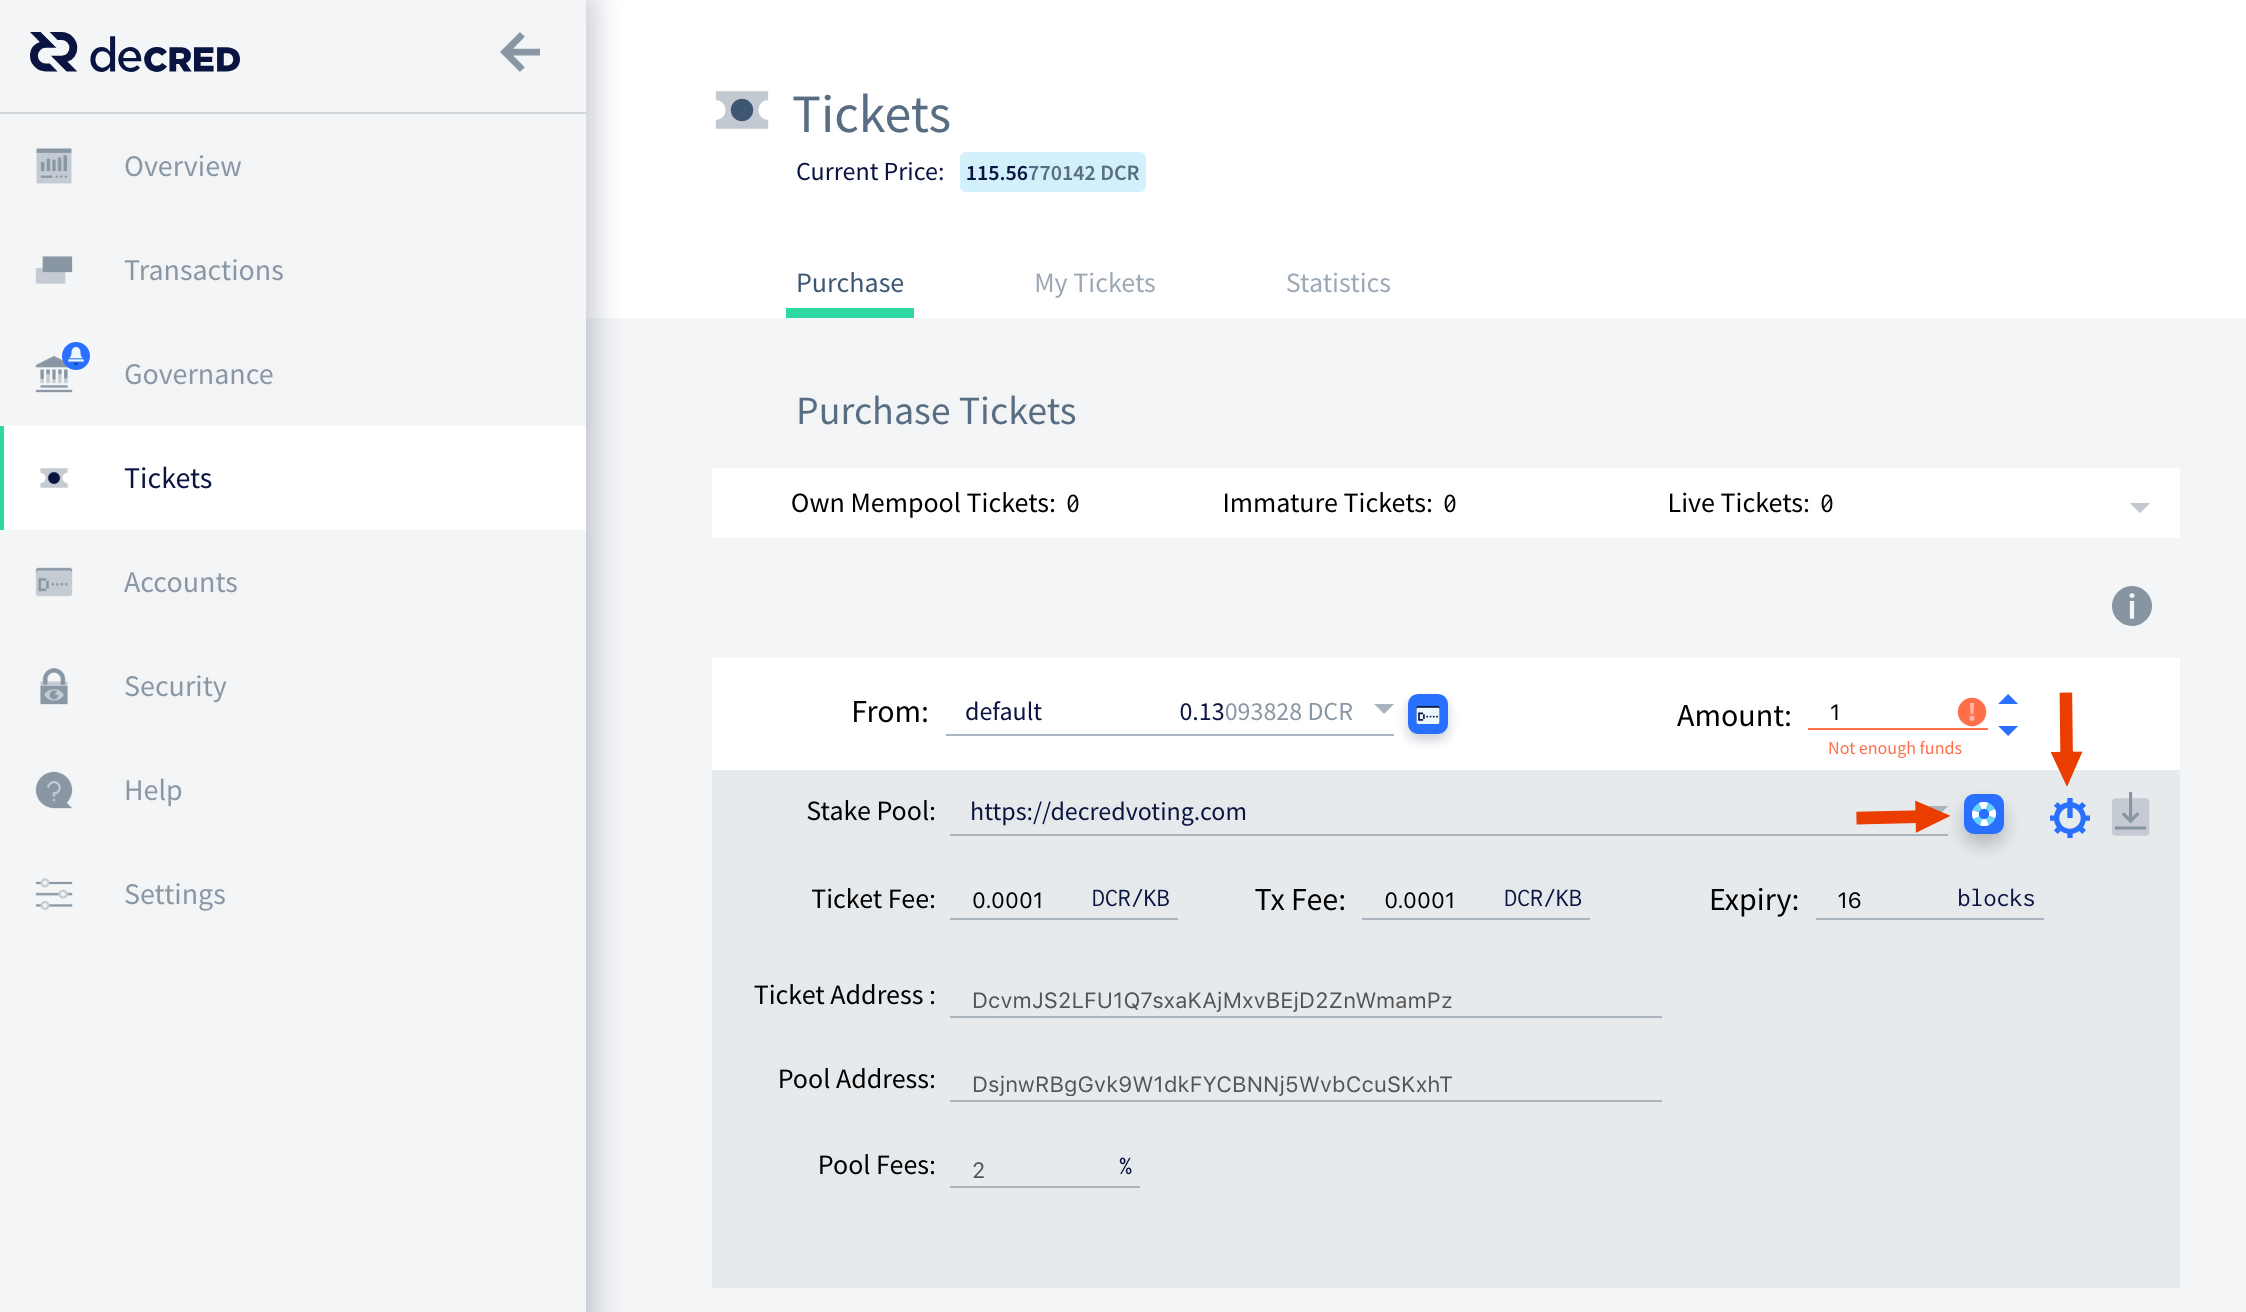 deCRED
Overview
Transactions
Governance
Tickets
Accounts
Security
Help
Settings
Tickets
Current Price: 115.56770142 DCR
Purchase My Tickets Statistics
Purchase Tickets
Own Mempool Tickets: 0 Immature Tickets: 0 Live Tickets: 0
i
From: default 0.13093828 DCR Amount: 1
Not enough funds
Stake Pool: https://decredvoting.com
Ticket Fee: 0.0001 DCR/KB Tx Fee: 0.0001 DCR/KB Expiry: 16 blocks
Ticket Address : DcvmJS2LFU1Q7sxaKAjMxvBEjD2ZnWmamPz
Pool Address: DsjnwRBgGvk9W1dkFYCBNNj5WvbCcuSKxhT
Pool Fees: 2 %